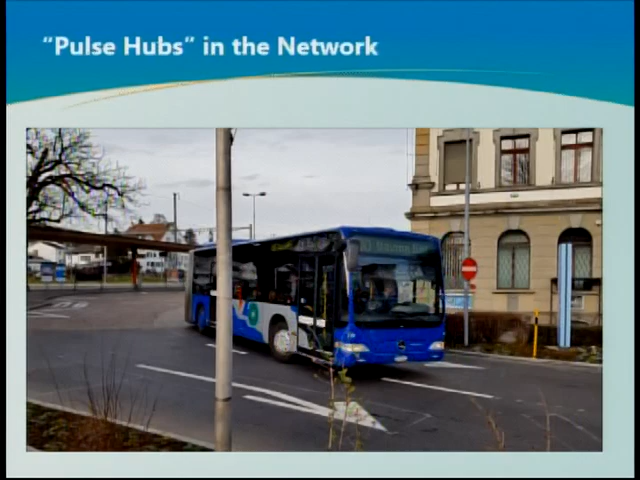 “Pulse Hubs” in the Network